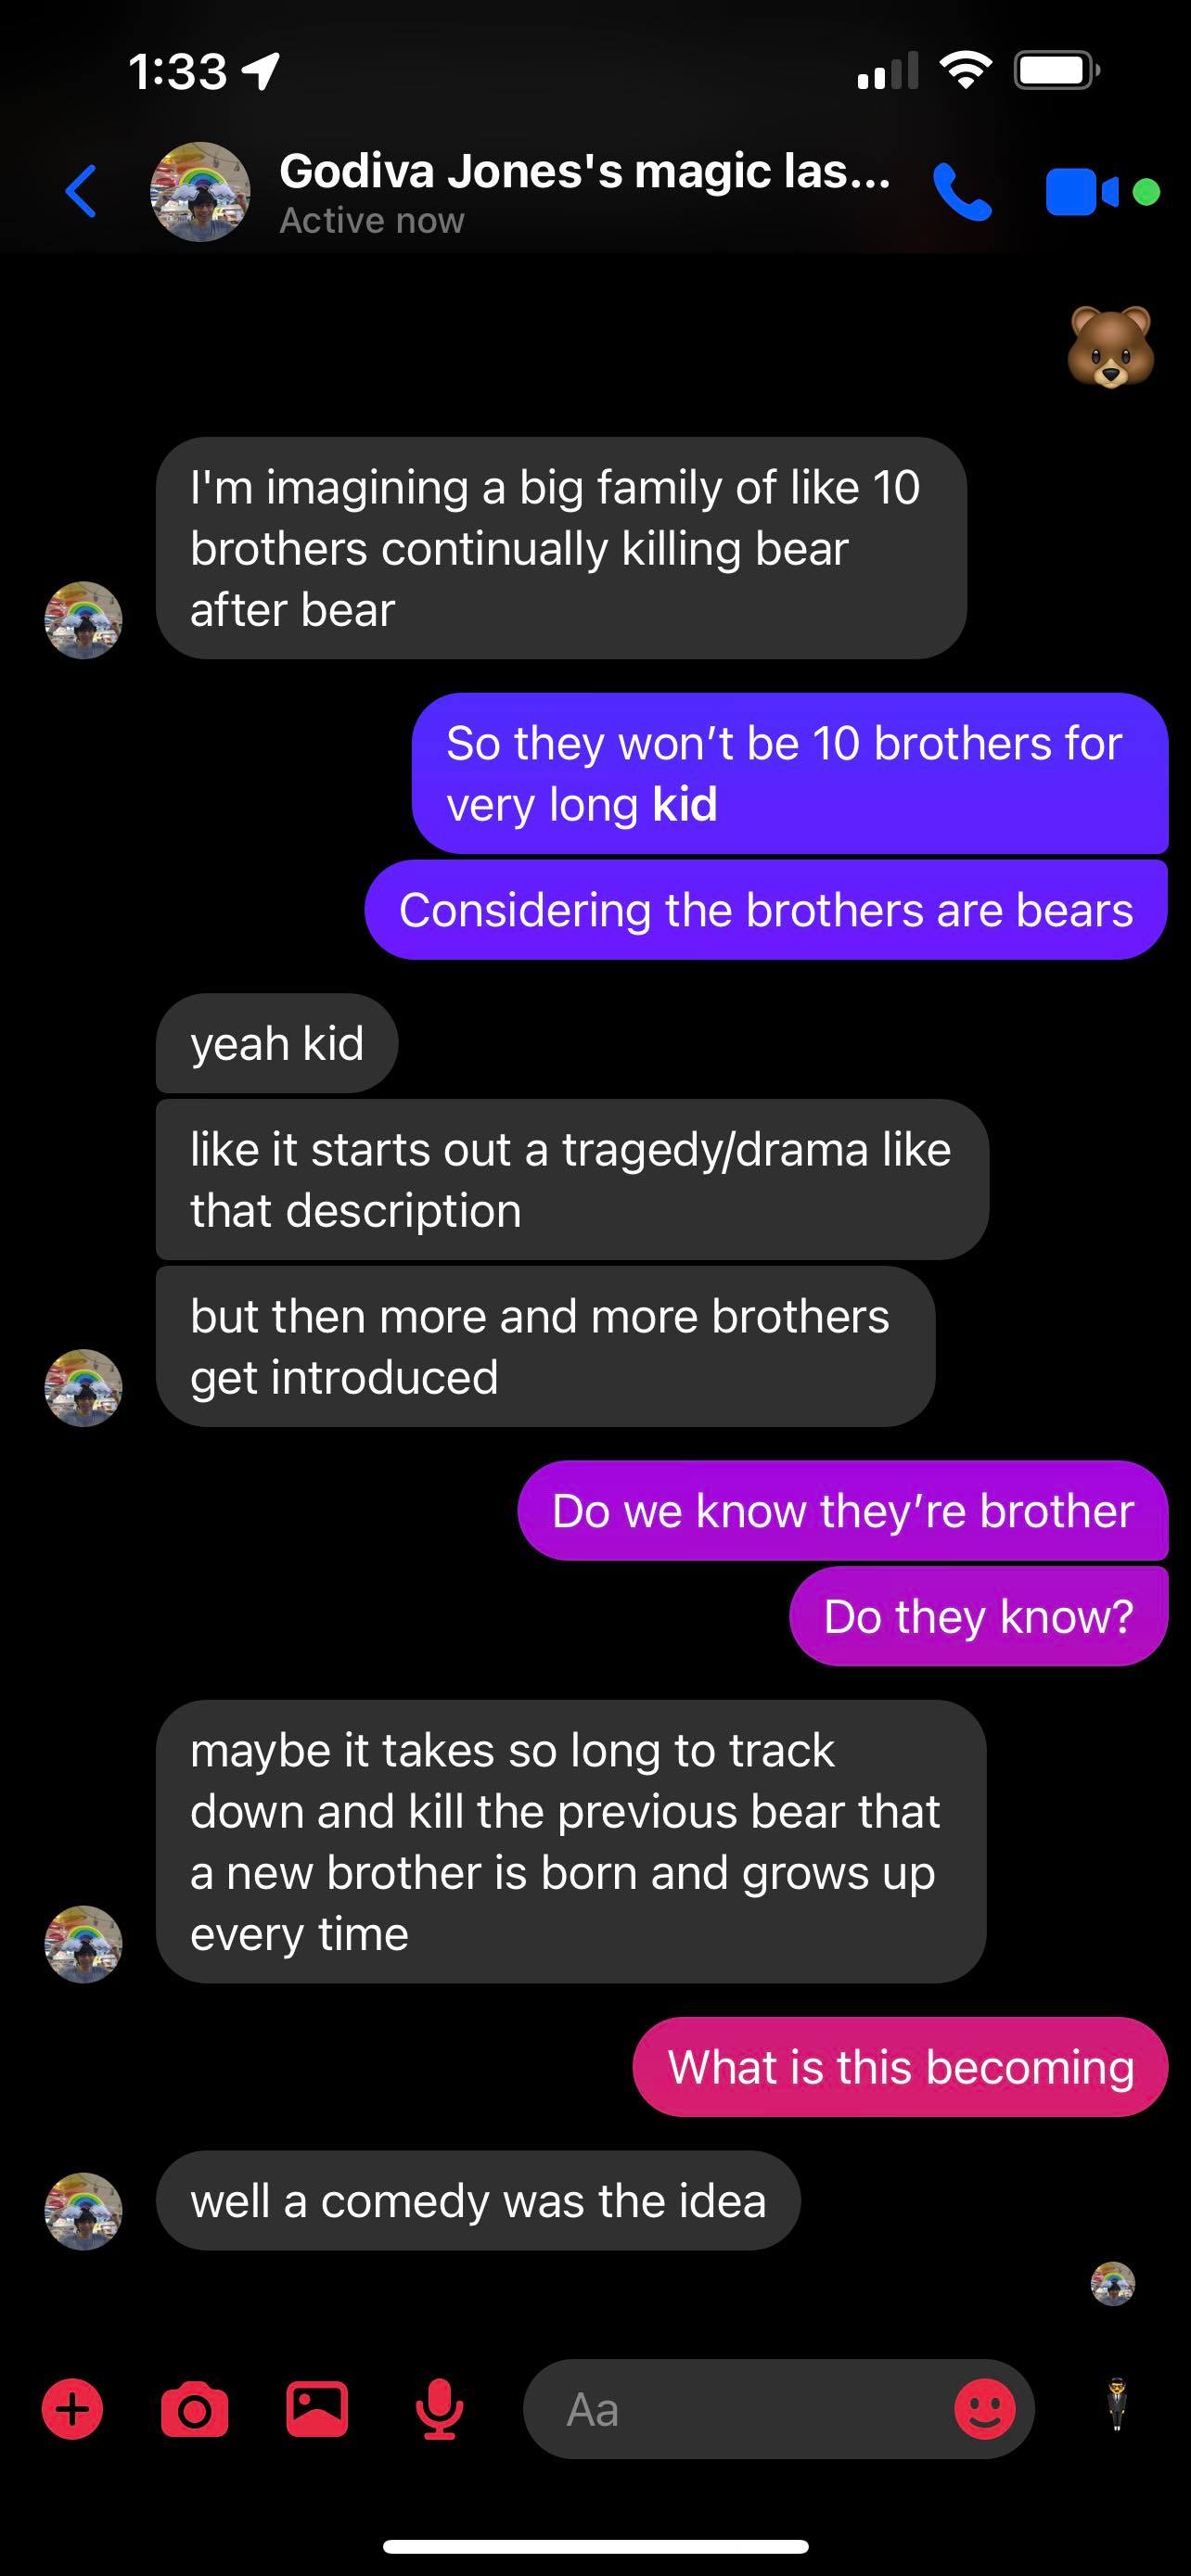 1:33
Godiva Jones's magic las...
Active now
I'm imagining a big family of like 10
brothers continually killing bear
after bear
So they won’t be 10 brothers for
very long kid
Considering the brothers are bears
yeah kid
like it starts out a tragedy/drama like
that description
but then more and more brothers
get introduced
Do we know they’re brother
Do they know?
maybe it takes so long to track
down and kill the previous bear that
a new brother is born and grows up
every time
What is this becoming
well a comedy was the idea
Aa